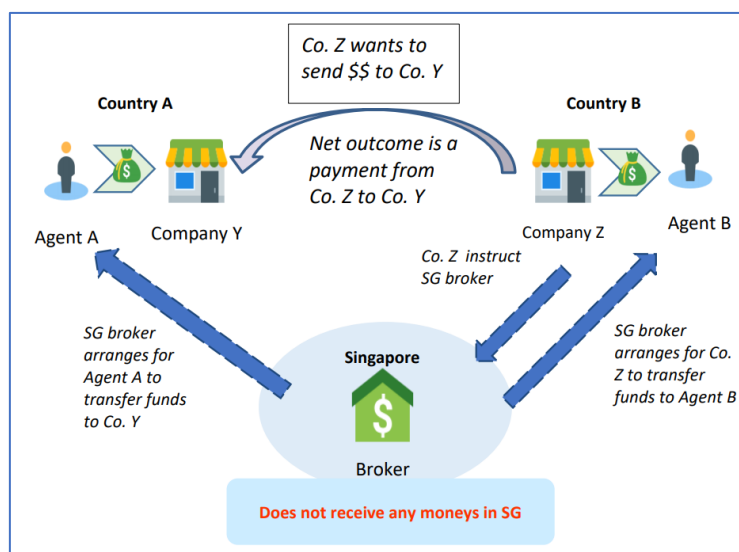 Co. Z wants to
send $$ to Co. Y
Country A
Country B
Net outcome is a
payment from
Co. Z to Co. Y
$
$
Agent A
Company Y
Company Z
Agent B
Co. Z instruct
SG broker
SG broker
arranges for
Agent A to
transfer funds
to Co. Y
SG broker
arranges for Co.
Z to transfer
funds to Agent B
Singapore
$
Broker
Does not receive any moneys in SG